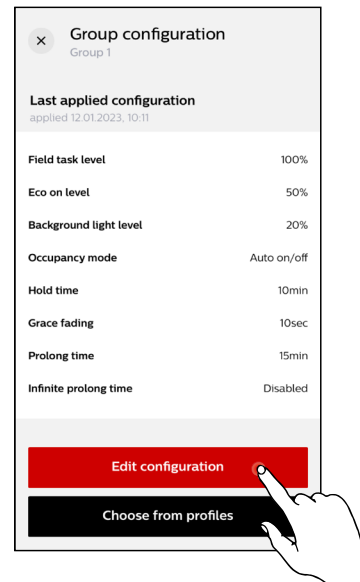 Group configuration
Group 1
Last applied configuration
applied 12.01.2023, 10:11
Field task level 100%
Eco on level 50%
Background light level 20%
Occupancy mode Auto on/off
Hold time 10min
Grace fading 10sec
Prolong time 15min
Infinite prolong time Disabled
Edit configuration
Choose from profiles